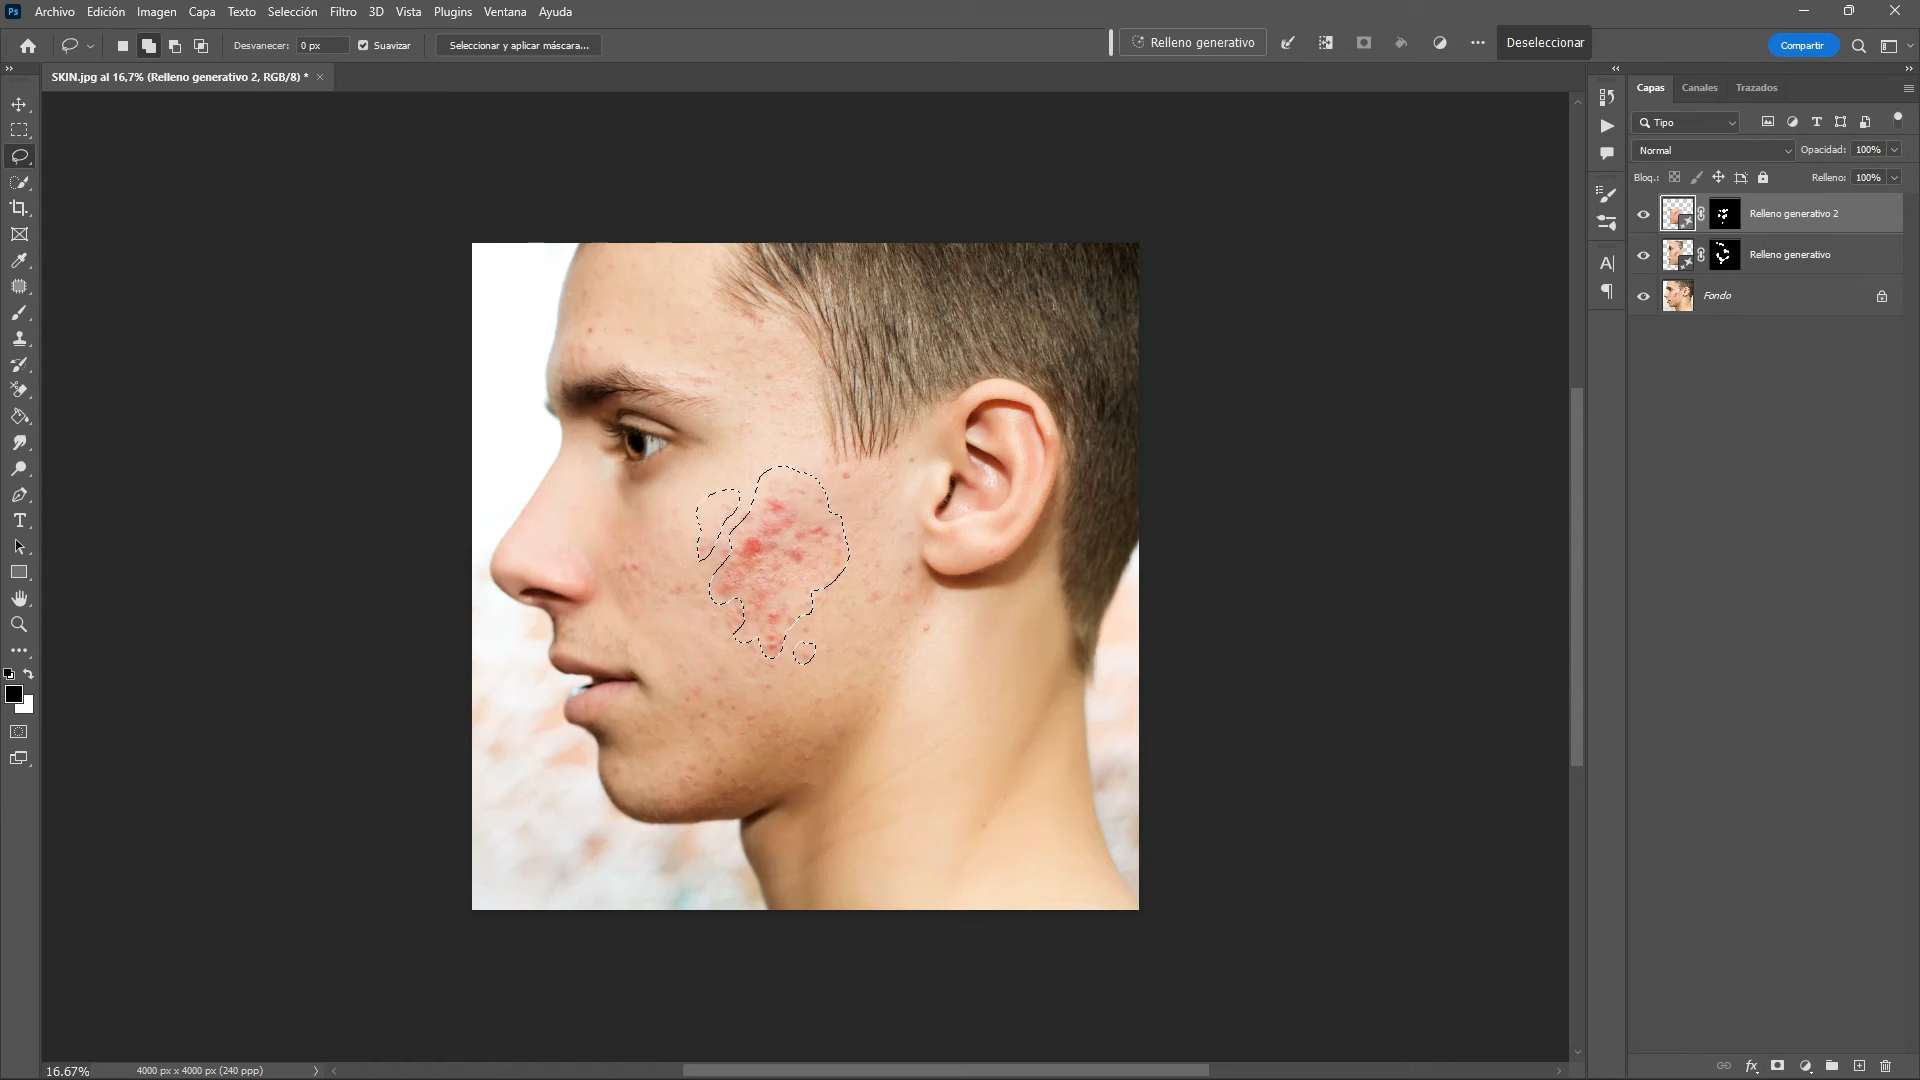 Ps Archivo Edición Imagen Capa Texto Selección Filtro 3D Vista Plugins Ventana Ayuda
Desvanecer: 0 px Suavizar Seleccionar y aplicar máscara... Relleno generativo Deseleccionar Compartir
SKIN.jpg al 16,7% (Relleno generativo 2, RGB/8) *
Capas Canales Trazados
Tipo
Normal Opacidad: 100%
Bloq.: Relleno: 100%
Relleno generativo 2
Relleno generativo
Fondo
16.67% 4000 px x 4000 px (240 ppp)